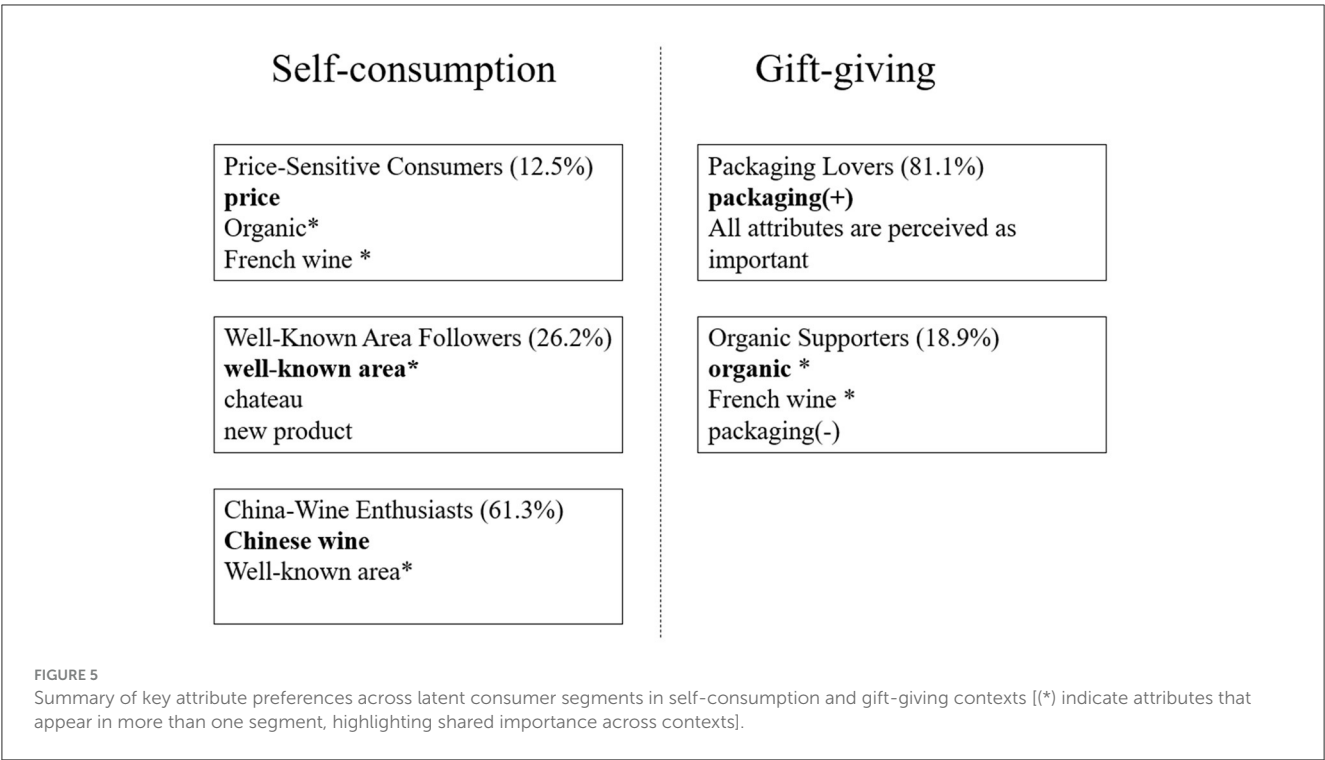 Self-consumption
Price-Sensitive Consumers (12.5%)
price
Organic*
French wine *
Well-Known Area Followers (26.2%)
well-known area*
chateau
new product
China-Wine Enthusiasts (61.3%)
Chinese wine
Well-known area*
Gift-giving
Packaging Lovers (81.1%)
packaging(+)
All attributes are perceived as
important
Organic Supporters (18.9%)
organic *
French wine *
packaging(-)
FIGURE 5
Summary of key attribute preferences across latent consumer segments in self-consumption and gift-giving contexts [(*) indicate attributes that
appear in more than one segment, highlighting shared importance across contexts].